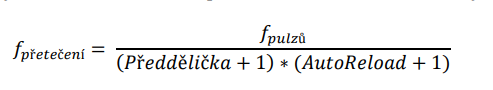 f_přetečení = f_pulzů / ((Předdělička + 1) ∗ (AutoReload + 1))